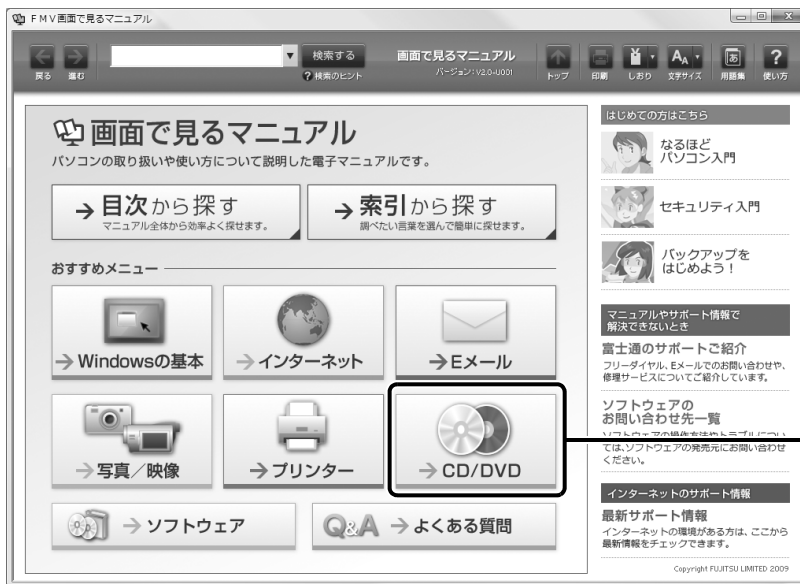 FMV画面で見るマニュアル
戻る 進む
検索する
検索のヒント
画面で見るマニュアル
バージョン:V2.0-U001
トップ 印刷 しおり 文字サイズ 用語集 使い方
画面で見るマニュアル
パソコンの取り扱いや使い方について説明した電子マニュアルです。
目次から探す
マニュアル全体から効率よく探せます。
索引から探す
調べたい言葉を選んで簡単に探せます。
おすすめメニュー
Windowsの基本
インターネット
Eメール
写真/映像
プリンター
CD/DVD
ソフトウェア
Q&A よくある質問
はじめての方はこちら
なるほど
パソコン入門
セキュリティ入門
バックアップを
はじめよう!
マニュアルやサポート情報で
解決できないとき
富士通のサポートご紹介
フリーダイヤル、Eメールでのお問い合わせや、
修理サービスについてご紹介しています。
ソフトウェアの
お問い合わせ先一覧
ソフトウェアの操作方法やトラブルについ
ては、ソフトウェアの発売元にお問い合わせ
ください。
インターネットのサポート情報
最新サポート情報
インターネットの環境がある方は、ここから
最新情報をチェックできます。
Copyright FUJITSU LIMITED 2009